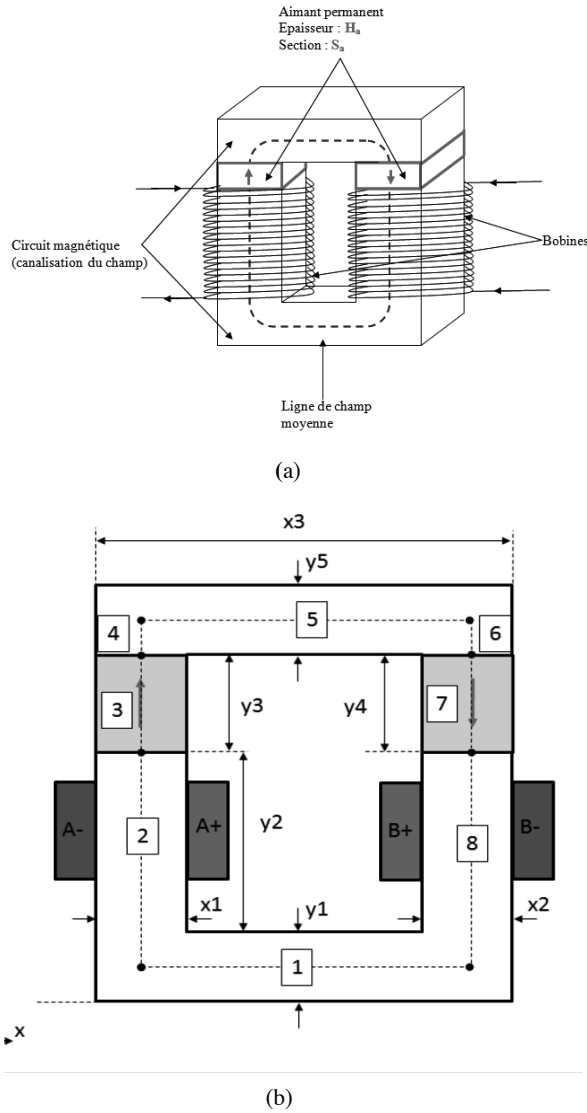 Aimant permanent
Epaisseur : Hₐ
Section : Sₐ
Circuit magnétique
(canalisation du champ)
Bobines
Ligne de champ
moyenne
(a)
x3
y5
5
4
6
3
y3
y4
7
A-
2
A+
y2
B+
8
B-
x1
y1
x2
1
x
(b)